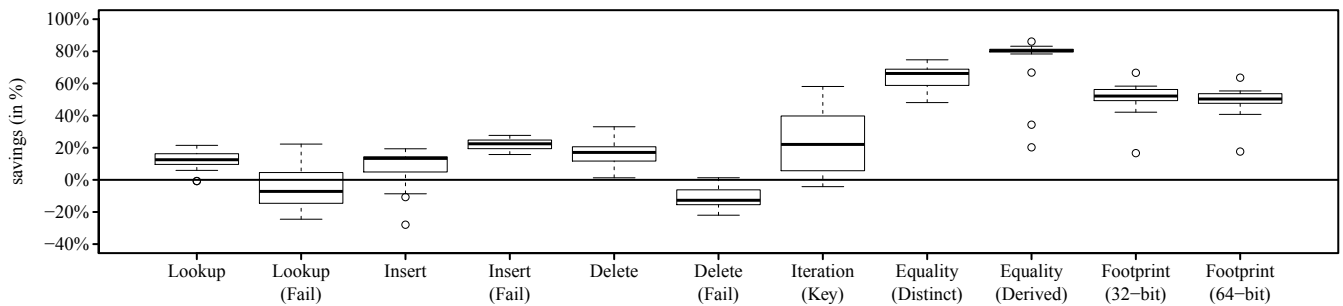 100%
80%
60%
40%
20%
0%
−20%
−40%
savings (in %)
Lookup
Lookup
(Fail)
Insert
Insert
(Fail)
Delete
Delete
(Fail)
Iteration
(Key)
Equality
(Distinct)
Equality
(Derived)
Footprint
(32−bit)
Footprint
(64−bit)